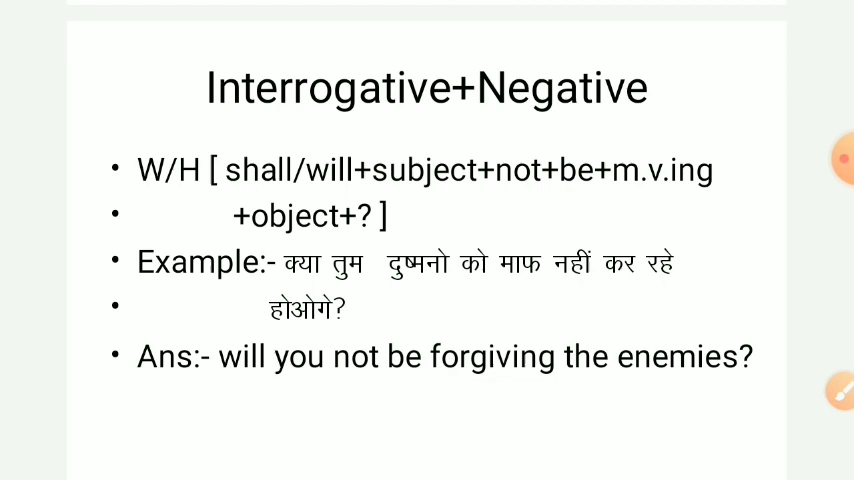 Interrogative+Negative
• W/H [ shall/will+subject+not+be+m.v.ing
• +object+? ]
• Example:- क्या तुम दुष्मनो को माफ नहीं कर रहे
• होओगे?
• Ans:- will you not be forgiving the enemies?